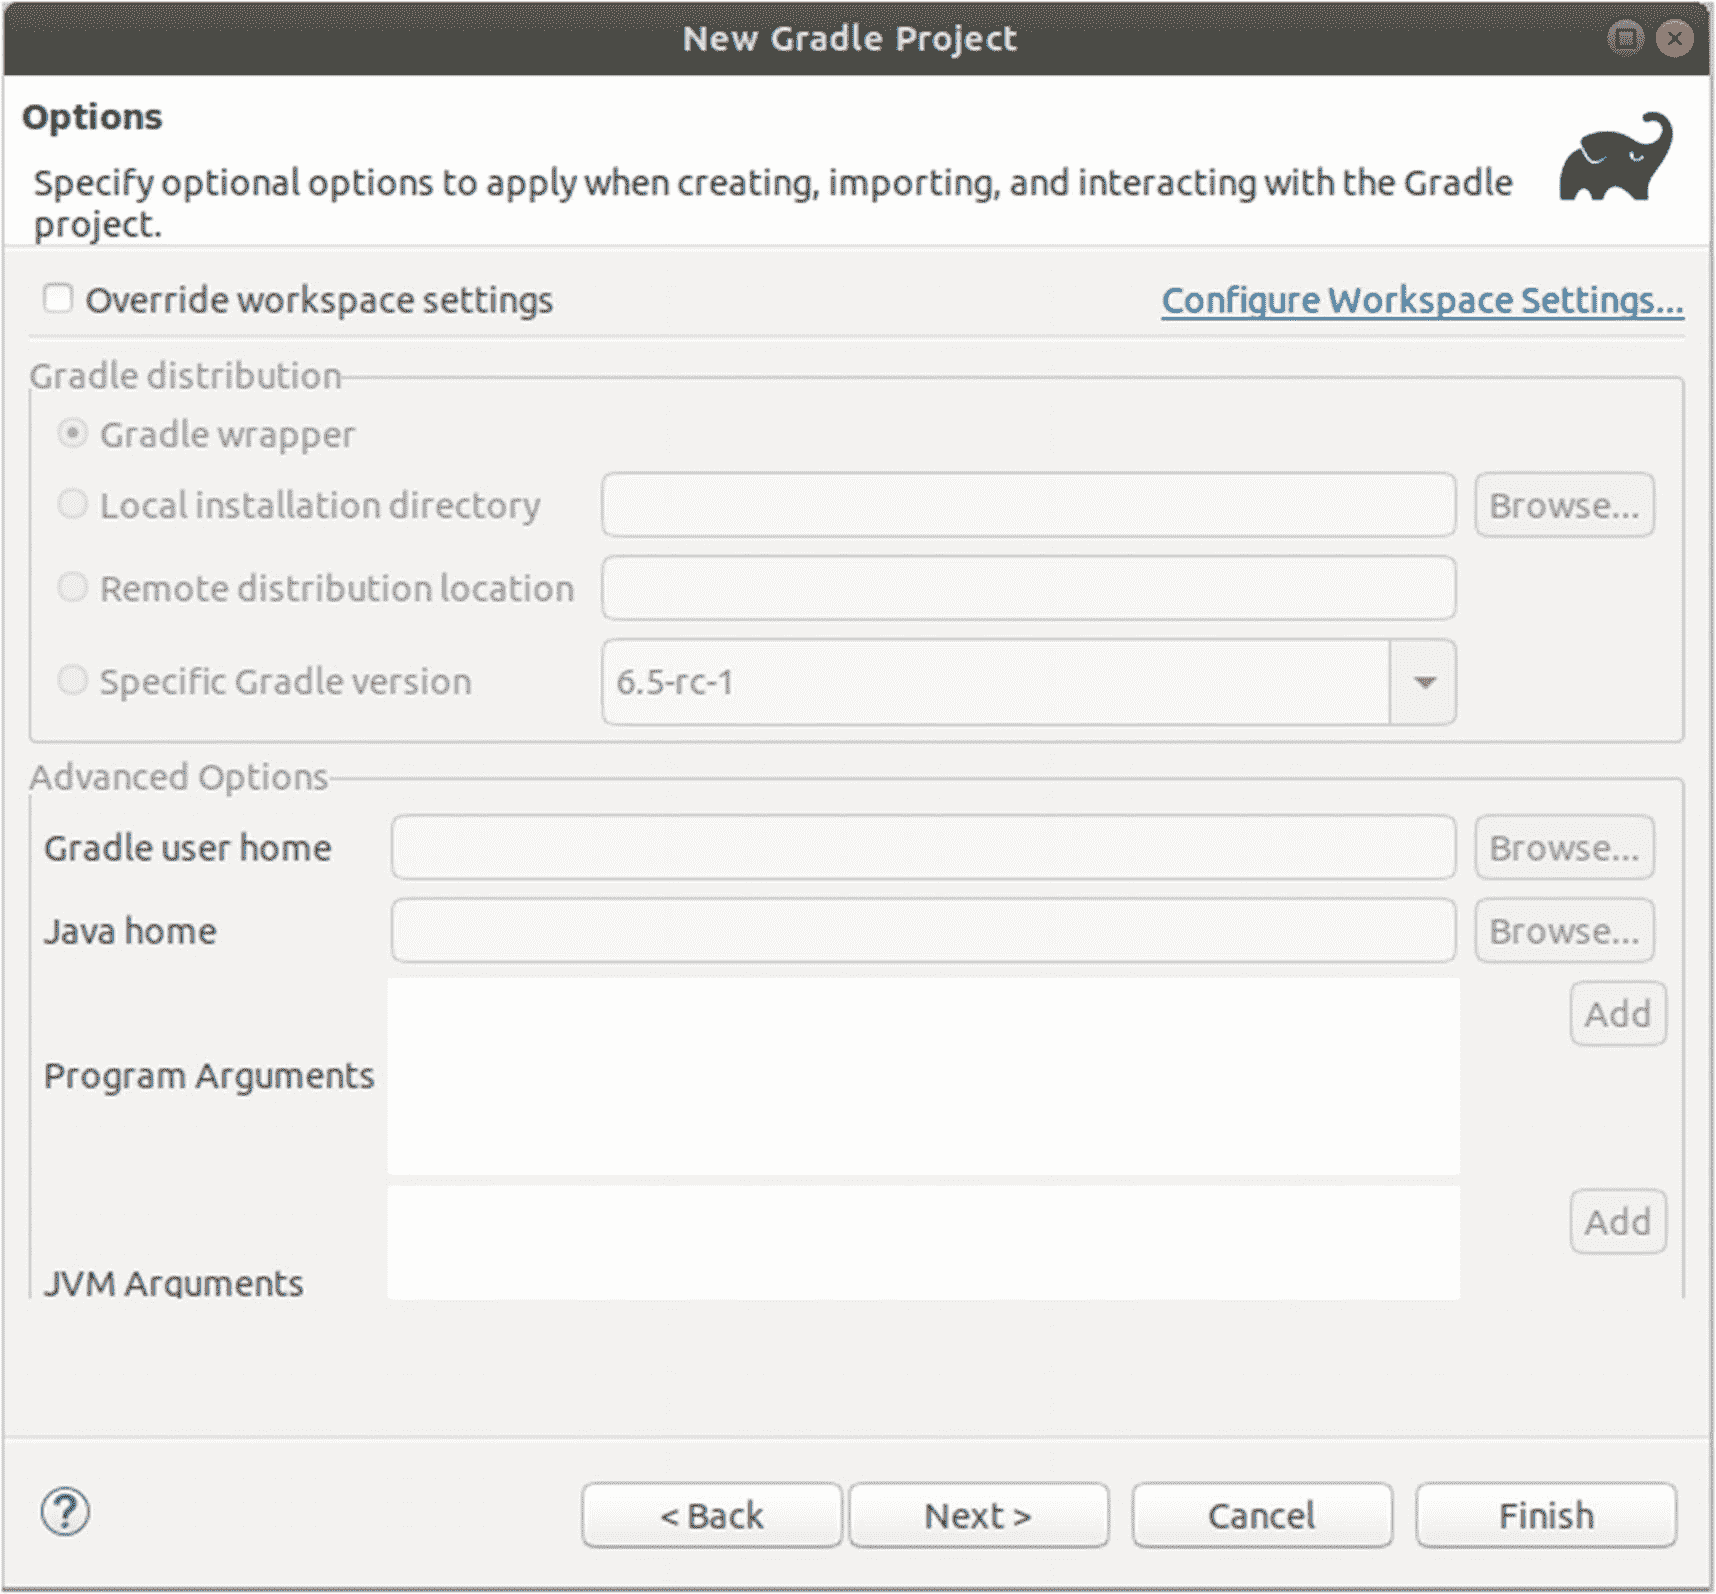 New Gradle Project
Options
Specify optional options to apply when creating, importing, and interacting with the Gradle
project.
Override workspace settings
Configure Workspace Settings...
Gradle distribution
Gradle wrapper
Local installation directory
Browse...
Remote distribution location
Specific Gradle version
6.5-rc-1
Advanced Options
Gradle user home
Browse...
Java home
Browse...
Add
Program Arguments
Add
JVM Arguments
?
< Back
Next >
Cancel
Finish